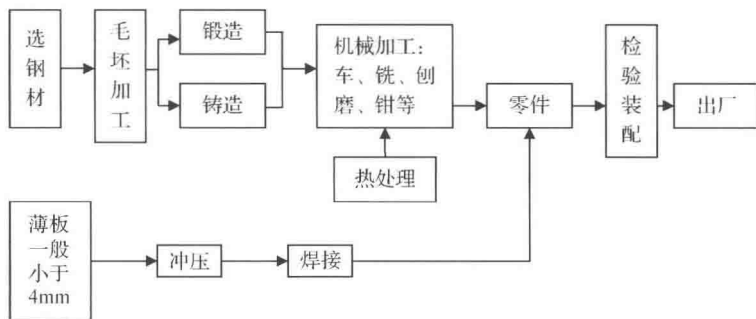 选钢材
毛坯加工
锻造
铸造
机械加工：
车、铣、刨
磨、钳等
热处理
零件
检验装配
出厂
薄板
一般
小于
4mm
冲压
焊接